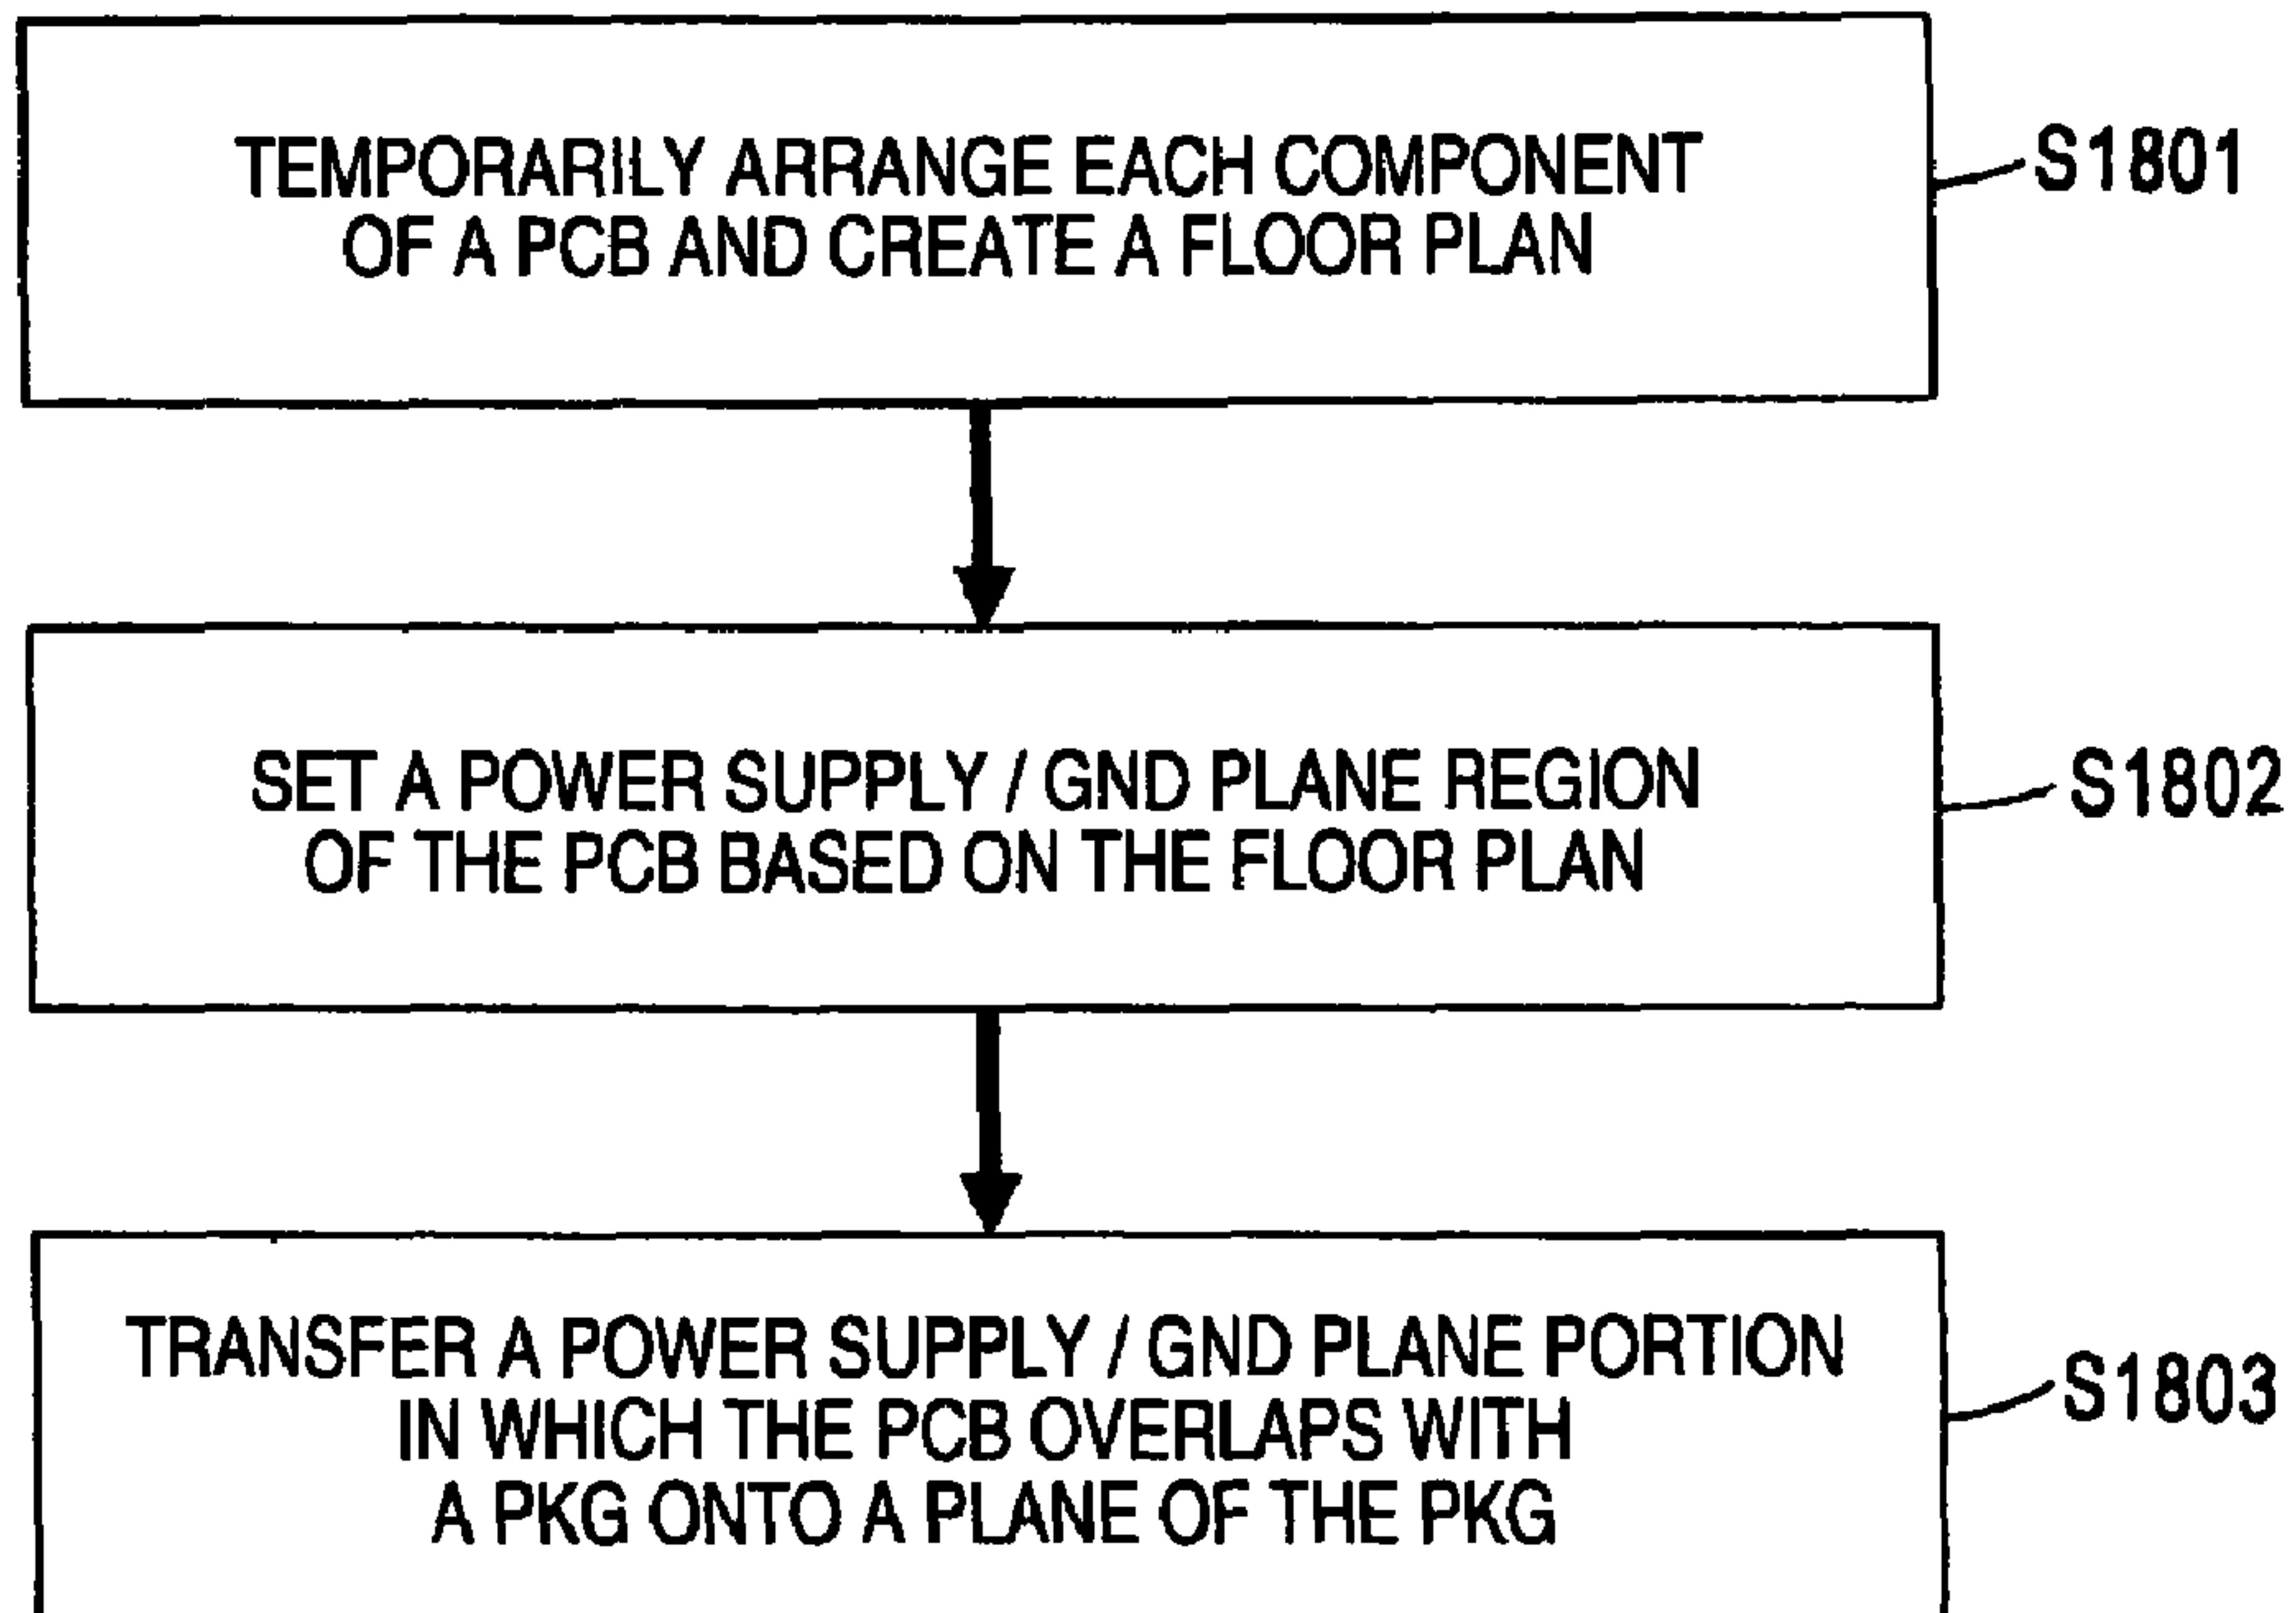 TEMPORARILY ARRANGE EACH COMPONENT
OF A PCB AND CREATE A FLOOR PLAN
S1801
SET A POWER SUPPLY / GND PLANE REGION
OF THE PCB BASED ON THE FLOOR PLAN
S1802
TRANSFER A POWER SUPPLY / GND PLANE PORTION
IN WHICH THE PCB OVERLAPS WITH
A PKG ONTO A PLANE OF THE PKG
S1803